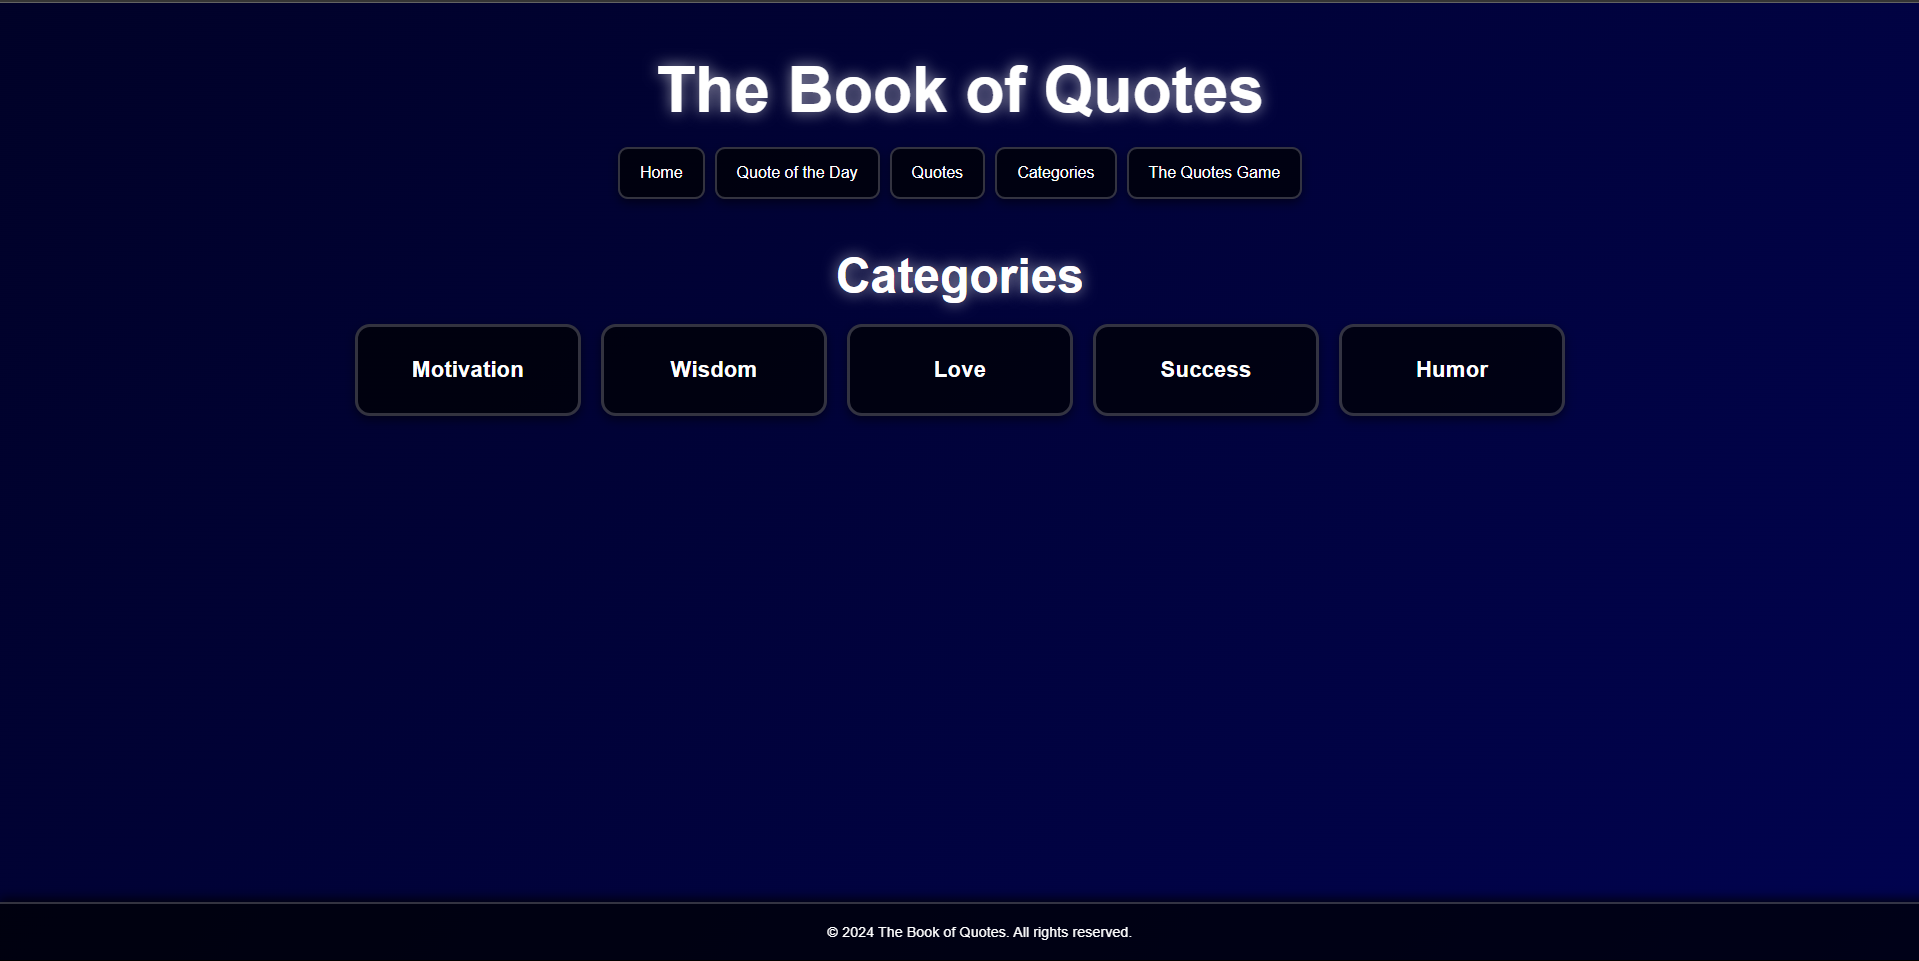 The Book of Quotes
Home Quote of the Day Quotes Categories The Quotes Game
Categories
Motivation Wisdom Love Success Humor
© 2024 The Book of Quotes. All rights reserved.